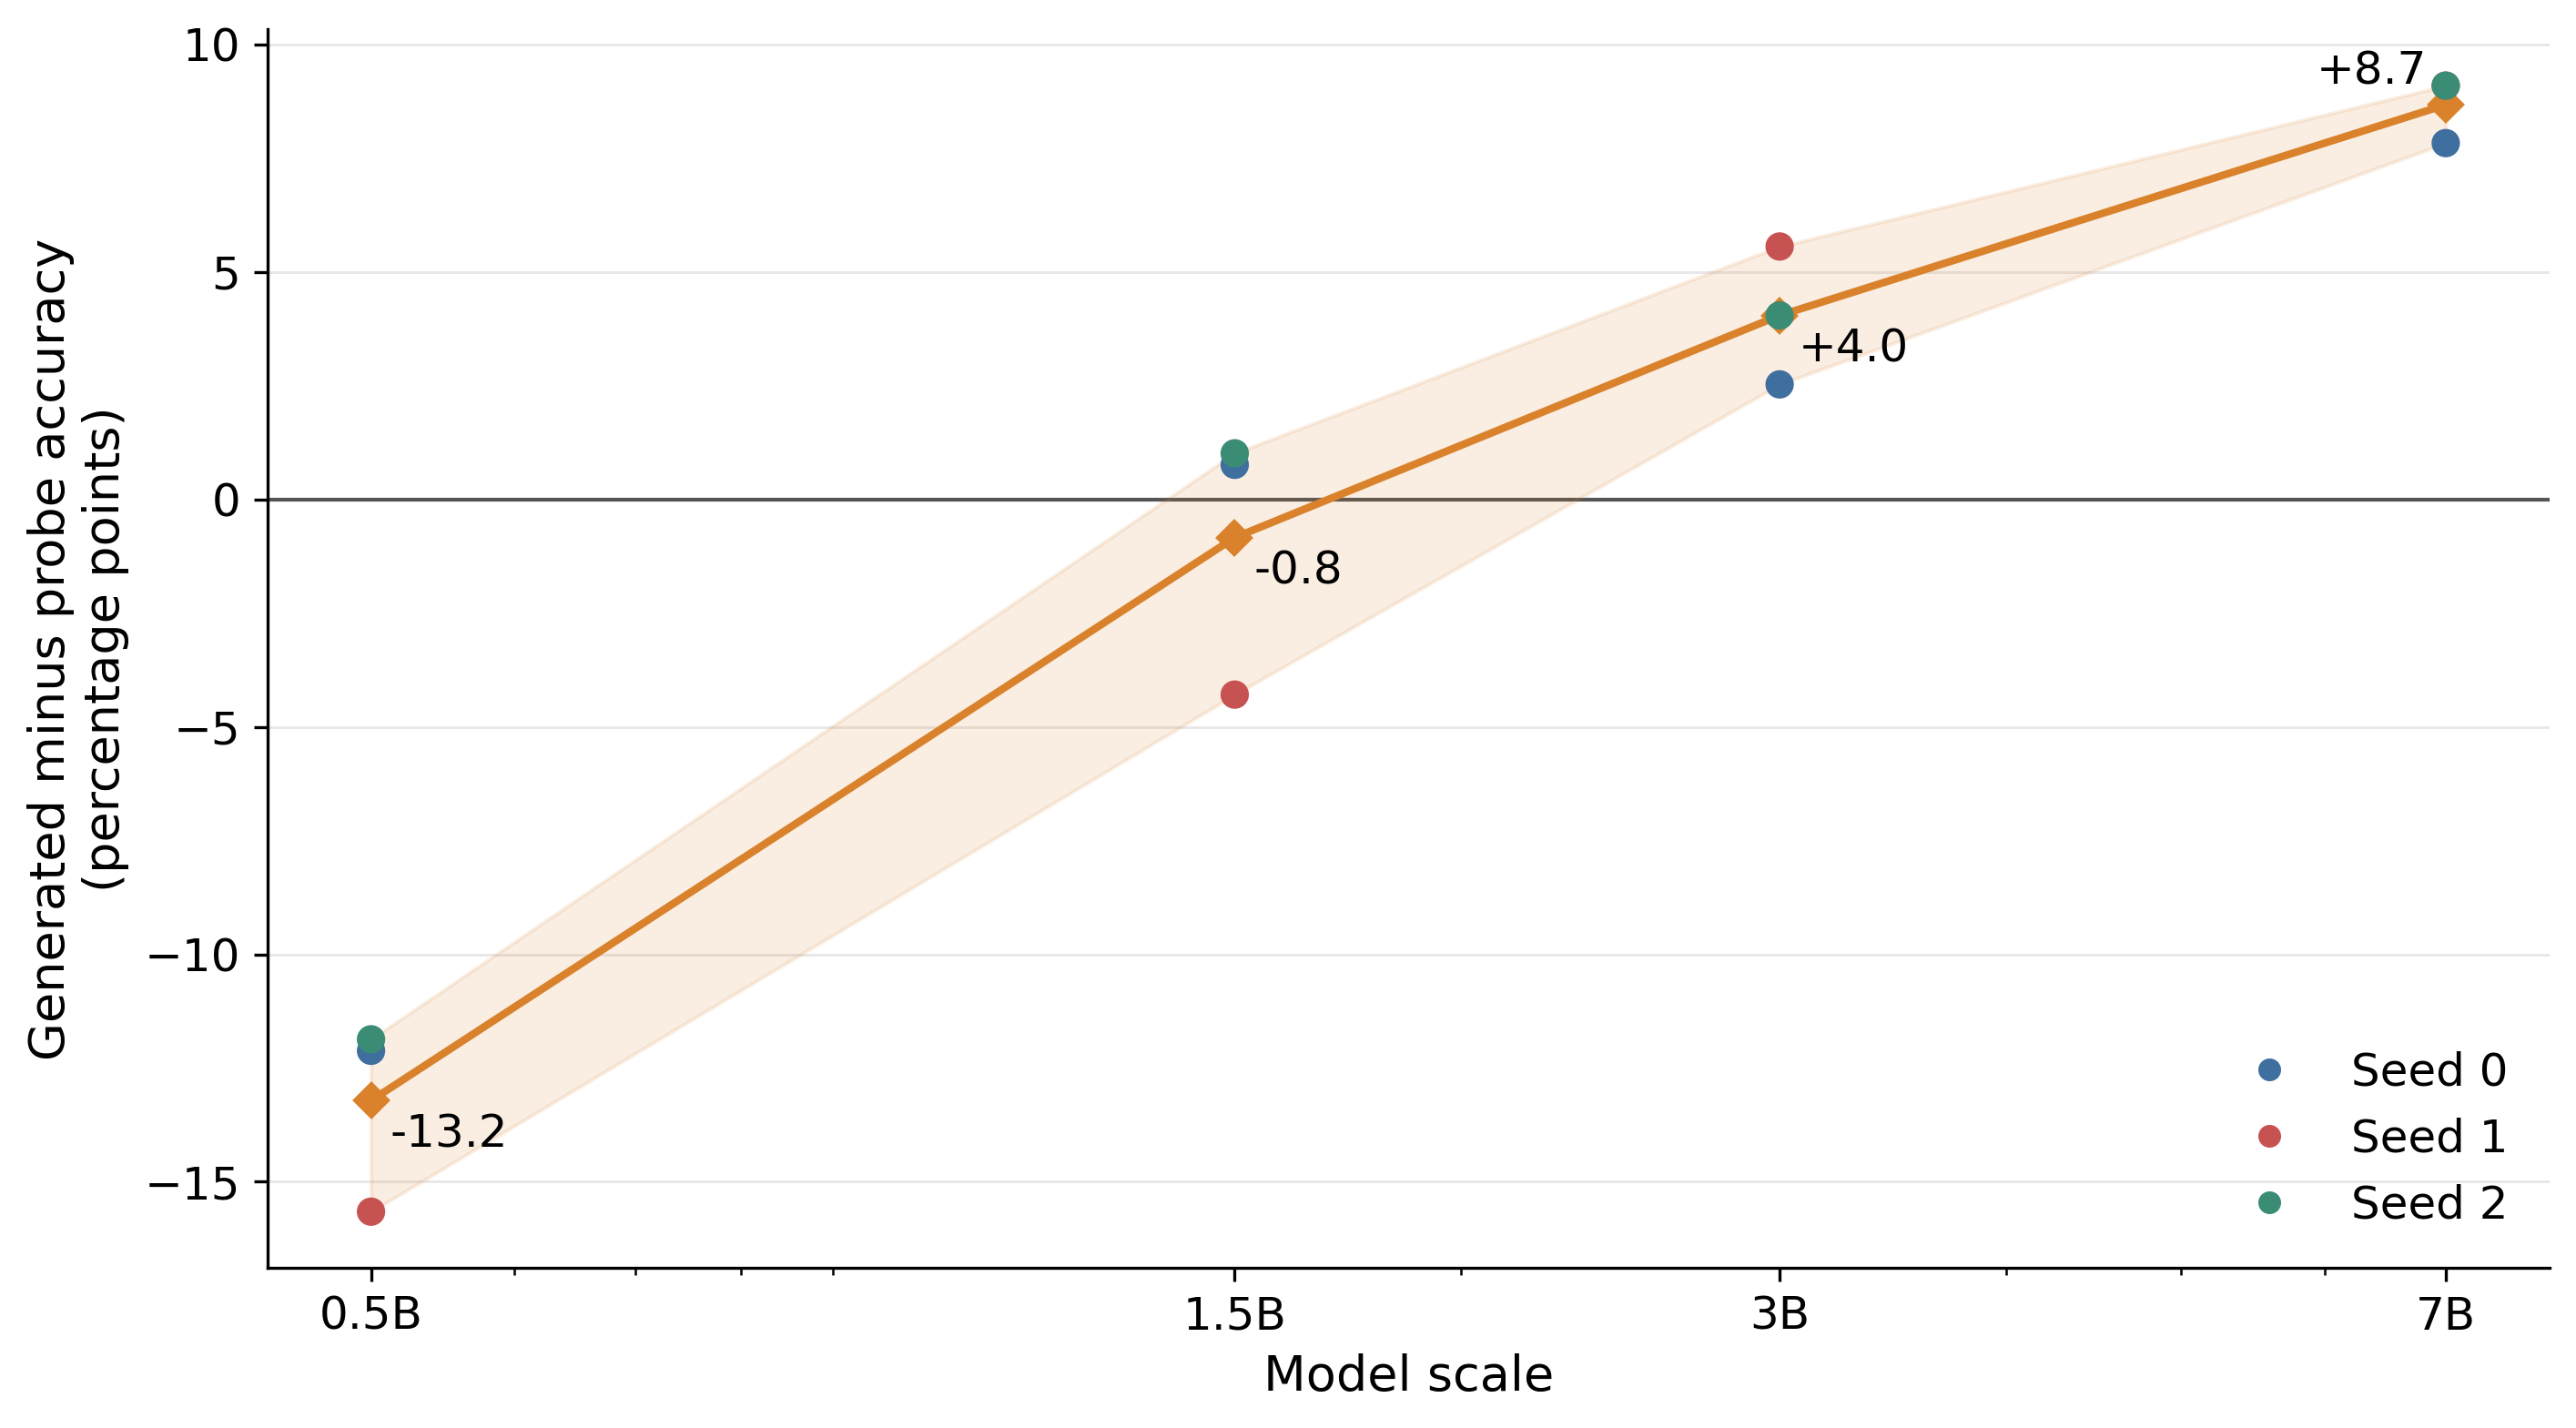 Generated minus probe accuracy
(percentage points)
10
5
0
−5
−10
−15
+8.7
+4.0
-0.8
-13.2
Seed 0
Seed 1
Seed 2
0.5B
1.5B
3B
7B
Model scale